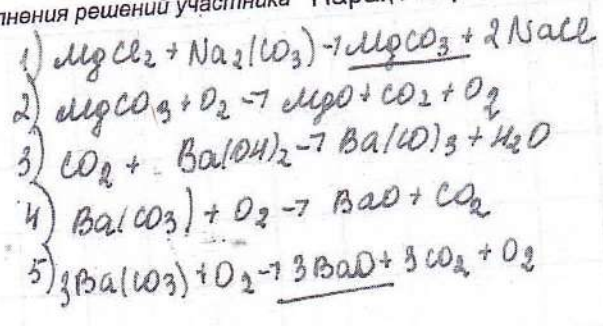 нения решений участника
1) MgCl2 + Na2(CO3) → MgCO3 + 2 NaCl
2) MgCO3 + O2 → MgO + CO2 + O2
3) CO2 + Ba(OH)2 → Ba(CO)3 + H2O
4) Ba(CO3) + O2 → BaO + CO2
5) 3Ba(CO3) + O2 → 3BaO + 3CO2 + O2